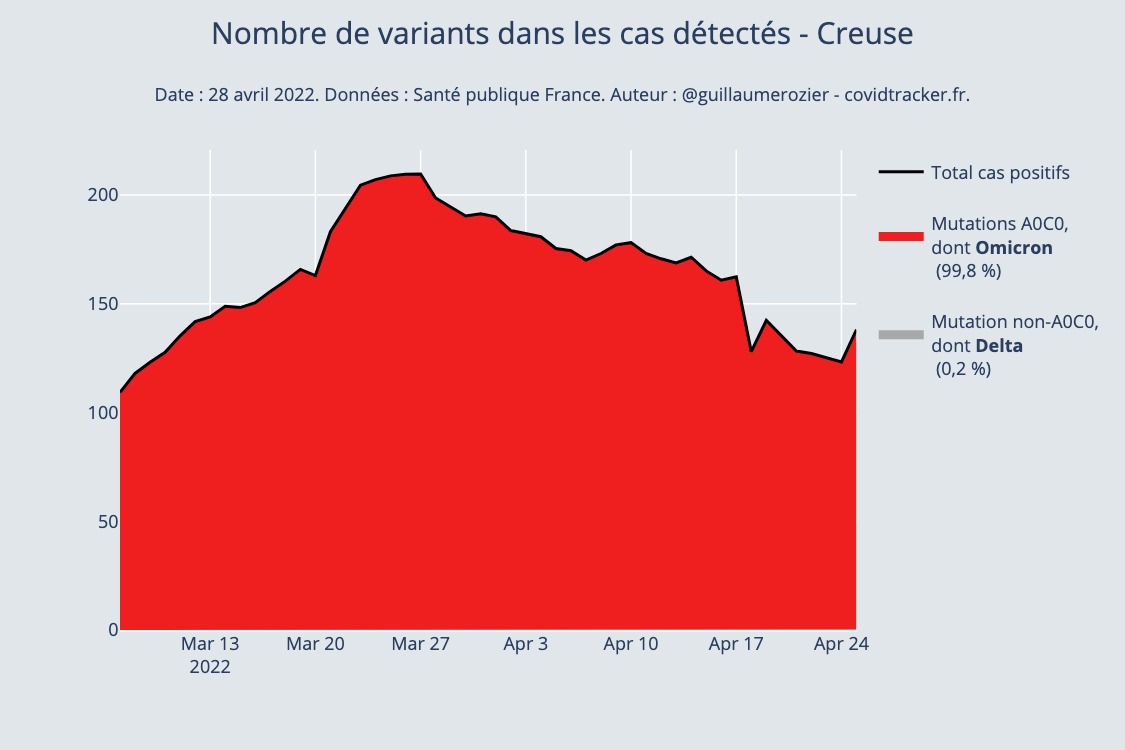 Nombre de variants dans les cas détectés - Creuse
Date : 28 avril 2022. Données : Santé publique France. Auteur : @guillaumerozier - covidtracker.fr.
200
150
100
50
0
Mar 13
2022
Mar 20
Mar 27
Apr 3
Apr 10
Apr 17
Apr 24
Total cas positifs
Mutations A0C0,
dont Omicron
(99,8 %)
Mutation non-A0C0,
dont Delta
(0,2 %)